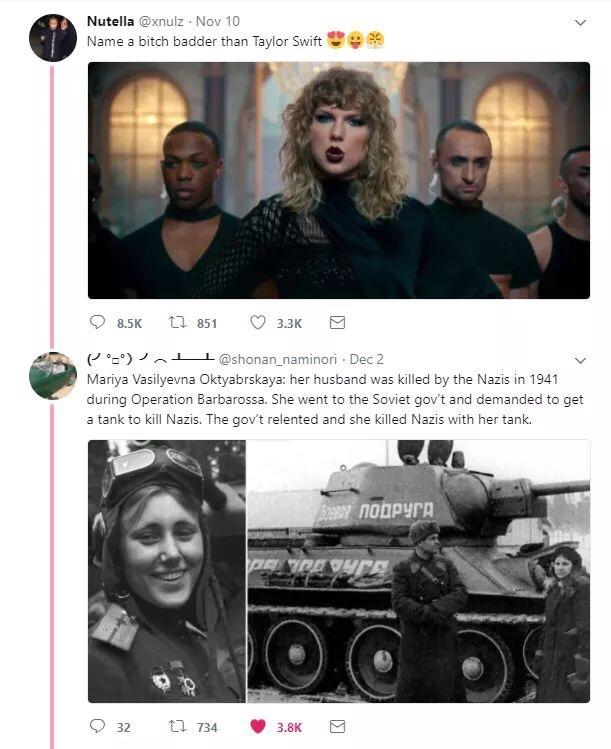 Nutella @xnulz · Nov 10
Name a bitch badder than Taylor Swift 😍😛😤
8.5K 851 3.3K
(╯°□°)╯︵ ┻━┻ @shonan_naminori · Dec 2
Mariya Vasilyevna Oktyabrskaya: her husband was killed by the Nazis in 1941
during Operation Barbarossa. She went to the Soviet gov't and demanded to get
a tank to kill Nazis. The gov't relented and she killed Nazis with her tank.
ПОДРУГА
32 734 3.8K